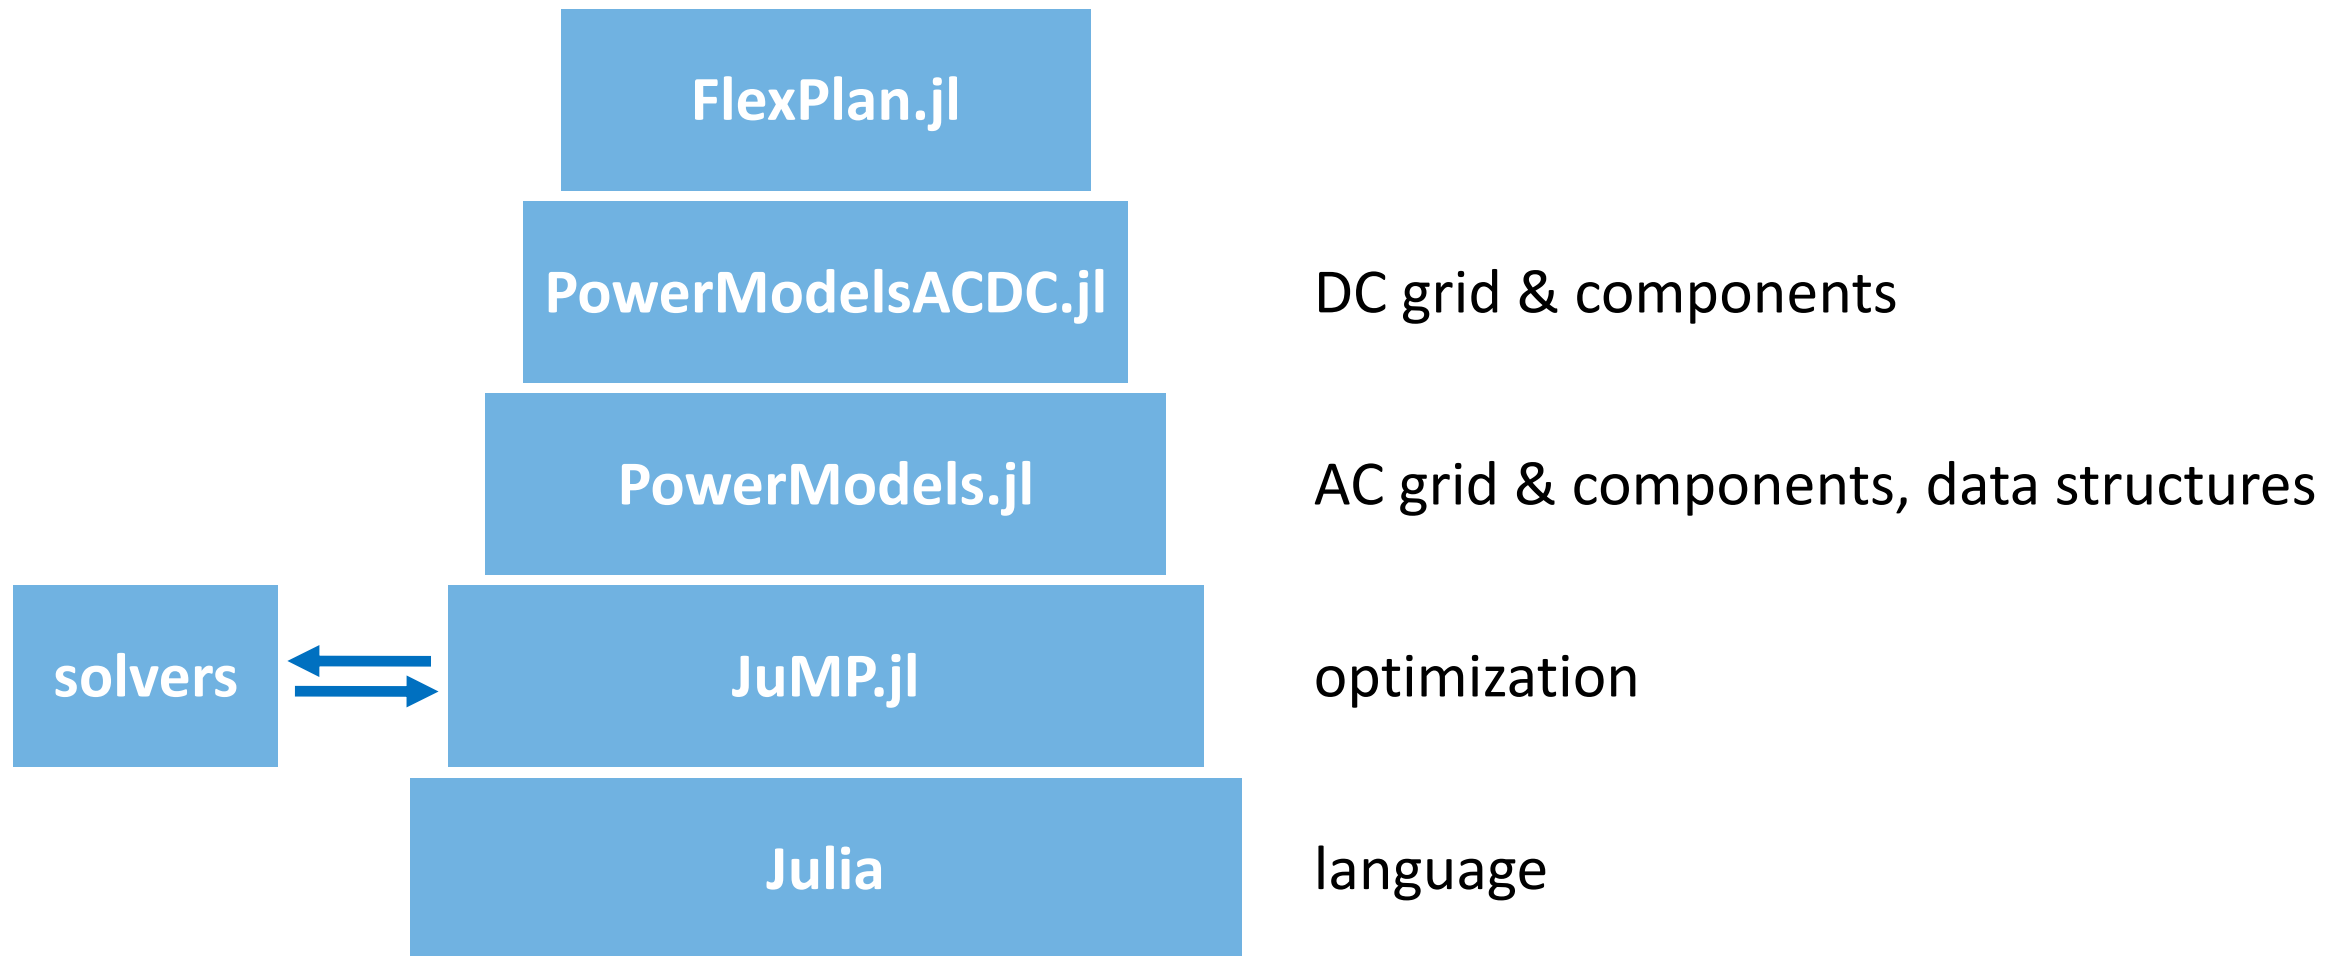 FlexPlan.jl
PowerModelsACDC.jl
DC grid & components
PowerModels.jl
AC grid & components, data structures
solvers
JuMP.jl
optimization
Julia
language